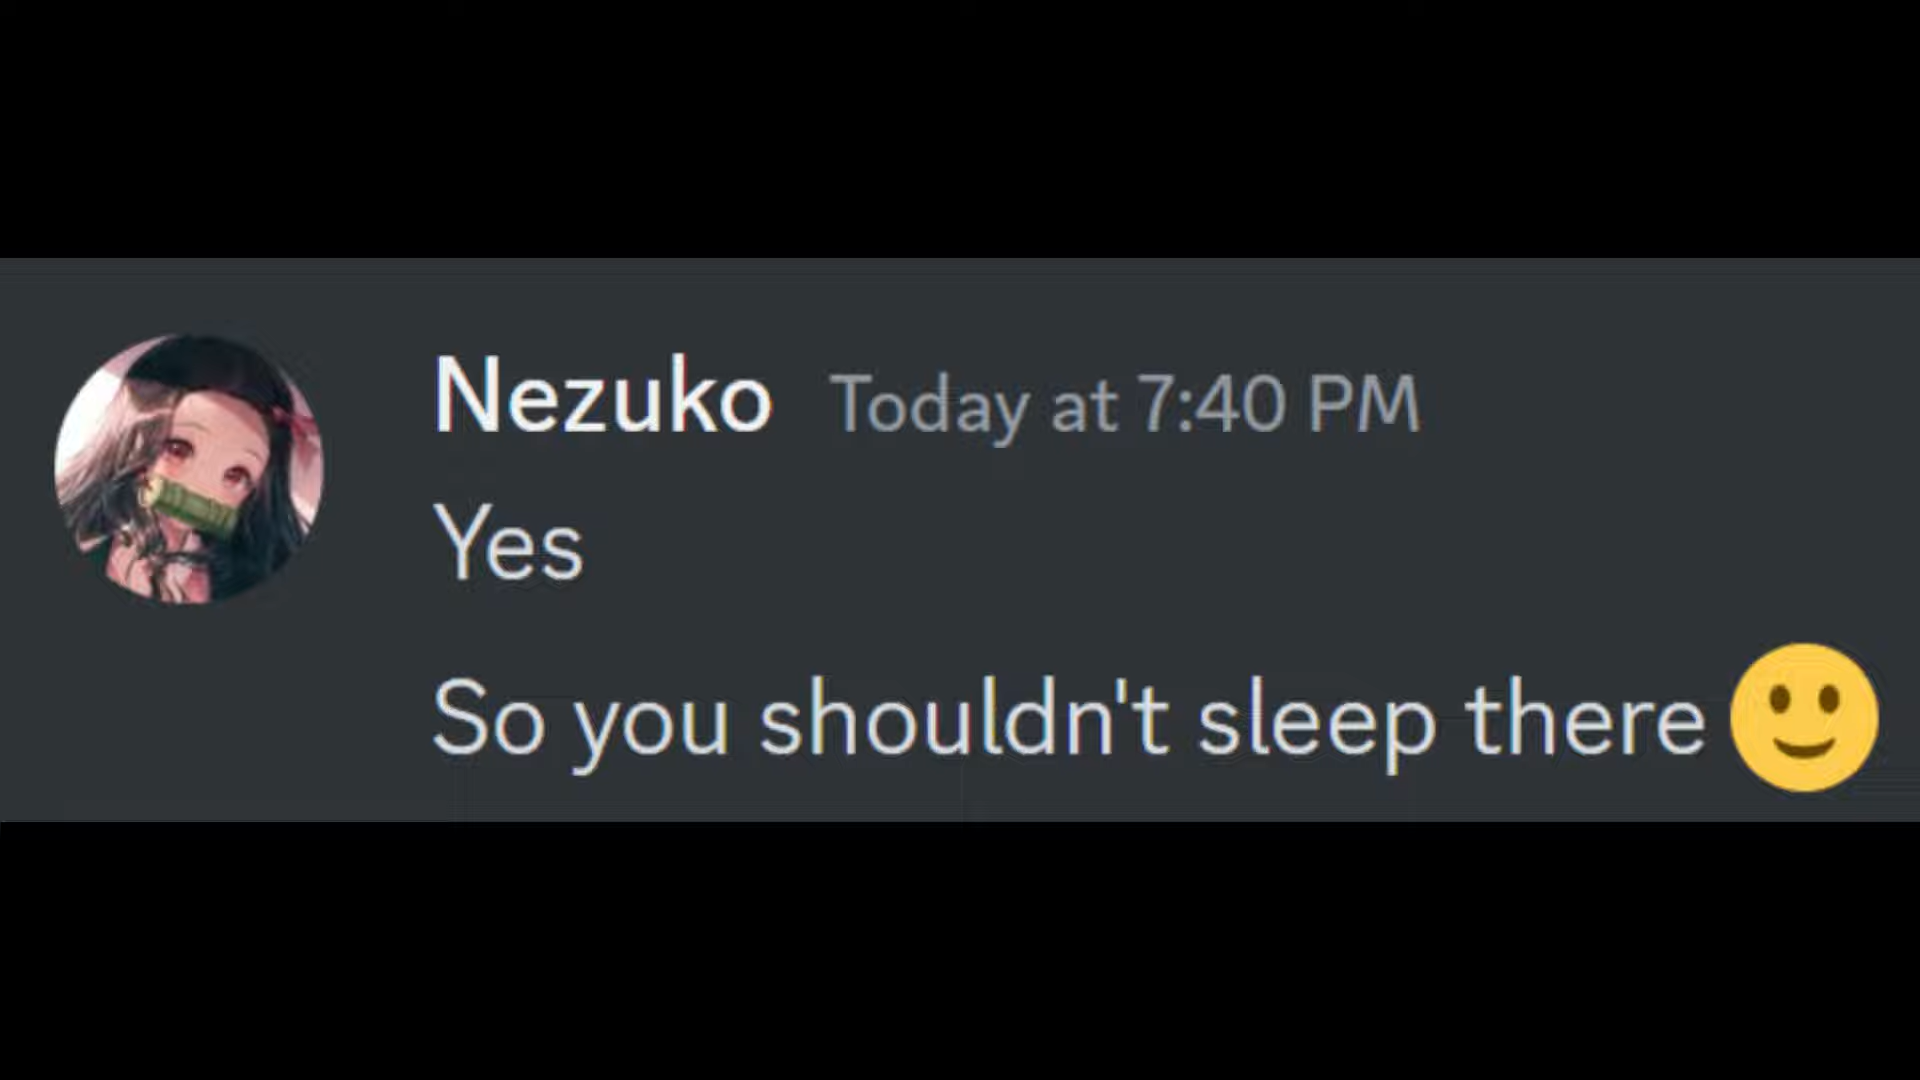 Nezuko Today at 7:40 PM
Yes
So you shouldn't sleep there 🙂